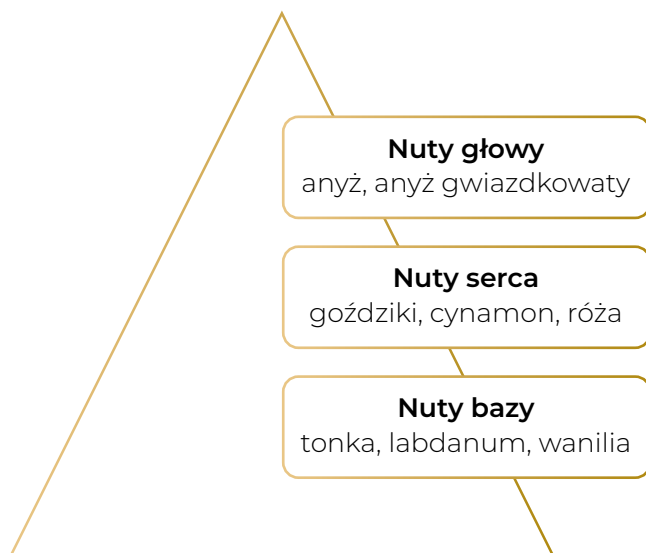 Nuty głowy
anyż, anyż gwiazdkowaty
Nuty serca
goździki, cynamon, róża
Nuty bazy
tonka, labdanum, wanilia